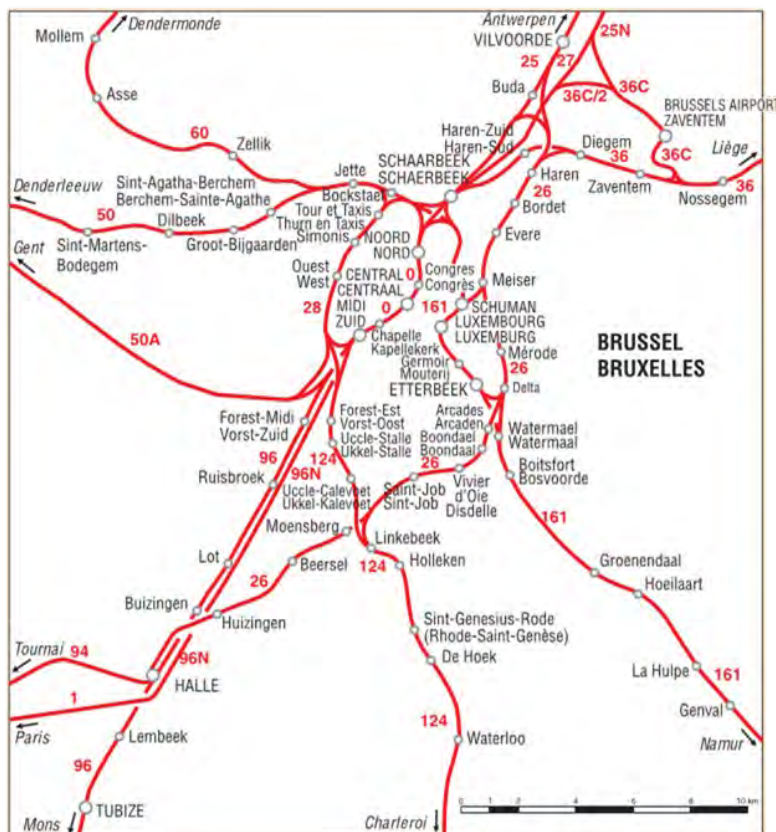 Dendermonde
Mollem
Asse
60
Zellik
Antwerpen
VILVOORDE
25N
25
27
Buda
36C
36C/2
BRUSSELS AIRPORT
ZAVENTEM
Haren-Zuid
Haren-Sud
Diegem
36C
Liège
36
Haren
Zaventem
36
Nossegem
Jette
SCHAARBEEK
SCHAERBEEK
Bockstael
Sint-Agatha-Berchem
Berchem-Sainte-Agathe
Denderleeuw
50
Sint-Martens-
Bodegem
Dilbeek
Groot-Bijgaarden
Tour et Taxis
Thurn en Taxis
Simonis
26
Bordet
Evere
NOORD
NORD
Gent
Ouest
West
CENTRAL
CENTRAAL
0
Congres
Congrès
Meiser
MIDI
ZUID
0
161
SCHUMAN
28
LUXEMBOURG
LUXEMBURG
50A
Chapelle
Kapellekerk
BRUSSEL
BRUXELLES
Mérode
Germoir
Mouterij
26
ETTERBEEK
Delta
Forest-Midi
Vorst-Zuid
Forest-Est
Vorst-Oost
Arcades
Arcaden
Watermael
Watermaal
Uccle-Stalle
Ukkel-Stalle
Boondael
Boondaal
96
96N
124
26
Ruisbroek
Boitsfort
Bosvoorde
Uccle-Calevoet
Ukkel-Kalevoet
Saint-Job
Sint-Job
Vivier
d'Oie
Disdelle
161
Moensberg
Linkebeek
Lot
26
Beersel
124
Holleken
Groenendaal
Hoeilaart
Buizingen
Huizingen
Sint-Genesius-Rode
(Rhode-Saint-Genèse)
Tournai
94
96N
De Hoek
HALLE
La Hulpe
161
1
Paris
Genval
124
Lembeek
Waterloo
Namur
96
TUBIZE
Mons
Charleroi
0 1 2 4 6 8 10 km